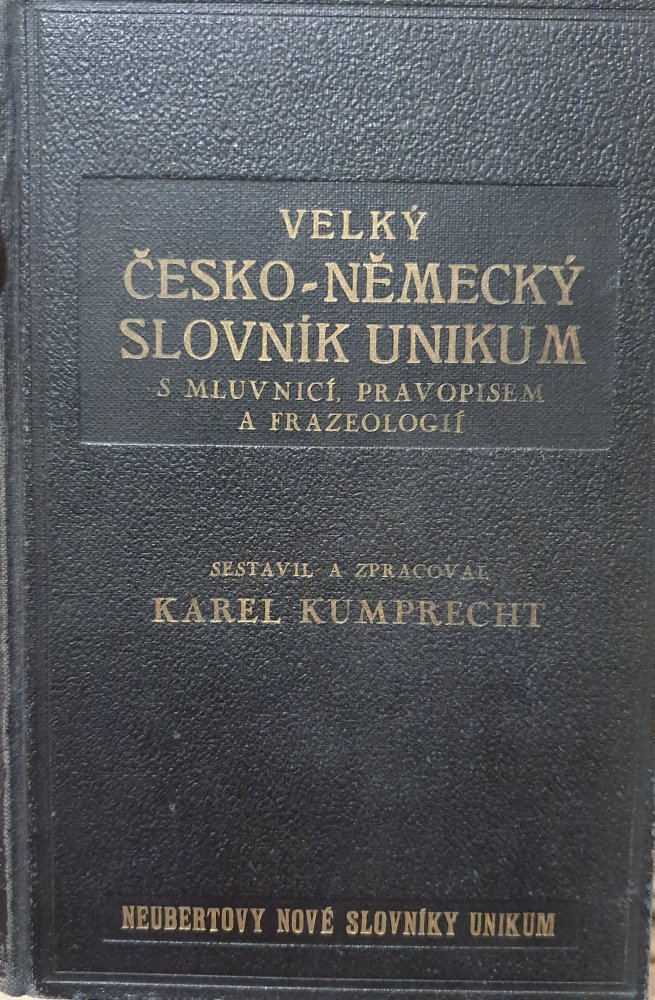 VELKÝ
ČESKO-NĚMECKÝ
SLOVNÍK UNIKUM
S MLUVNICÍ, PRAVOPISEM
A FRAZEOLOGIÍ
SESTAVIL A ZPRACOVAL
KAREL KUMPRECHT
NEUBERTOVY NOVÉ SLOVNÍKY UNIKUM